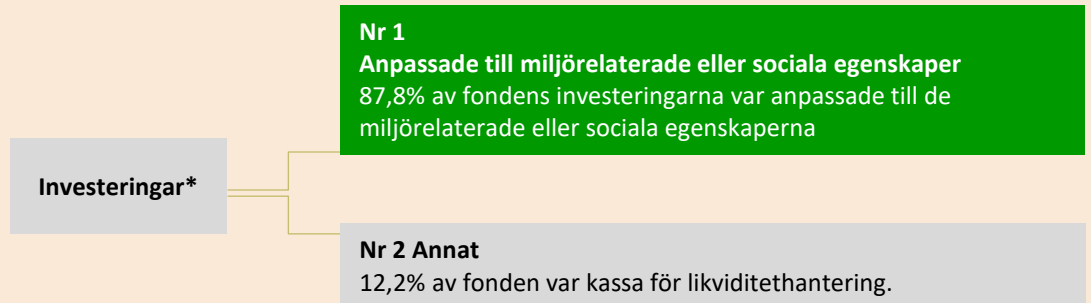 Nr 1
Anpassade till miljörelaterade eller sociala egenskaper
87,8% av fondens investeringarna var anpassade till de
miljörelaterade eller sociala egenskaperna
Investeringar*
Nr 2 Annat
12,2% av fonden var kassa för likviditethantering.